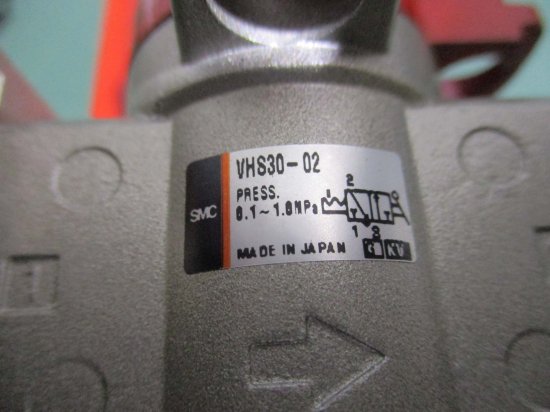 VHS30-02
PRESS.
0.1~1.0MPa
SMC
2
1 3
MADE IN JAPAN